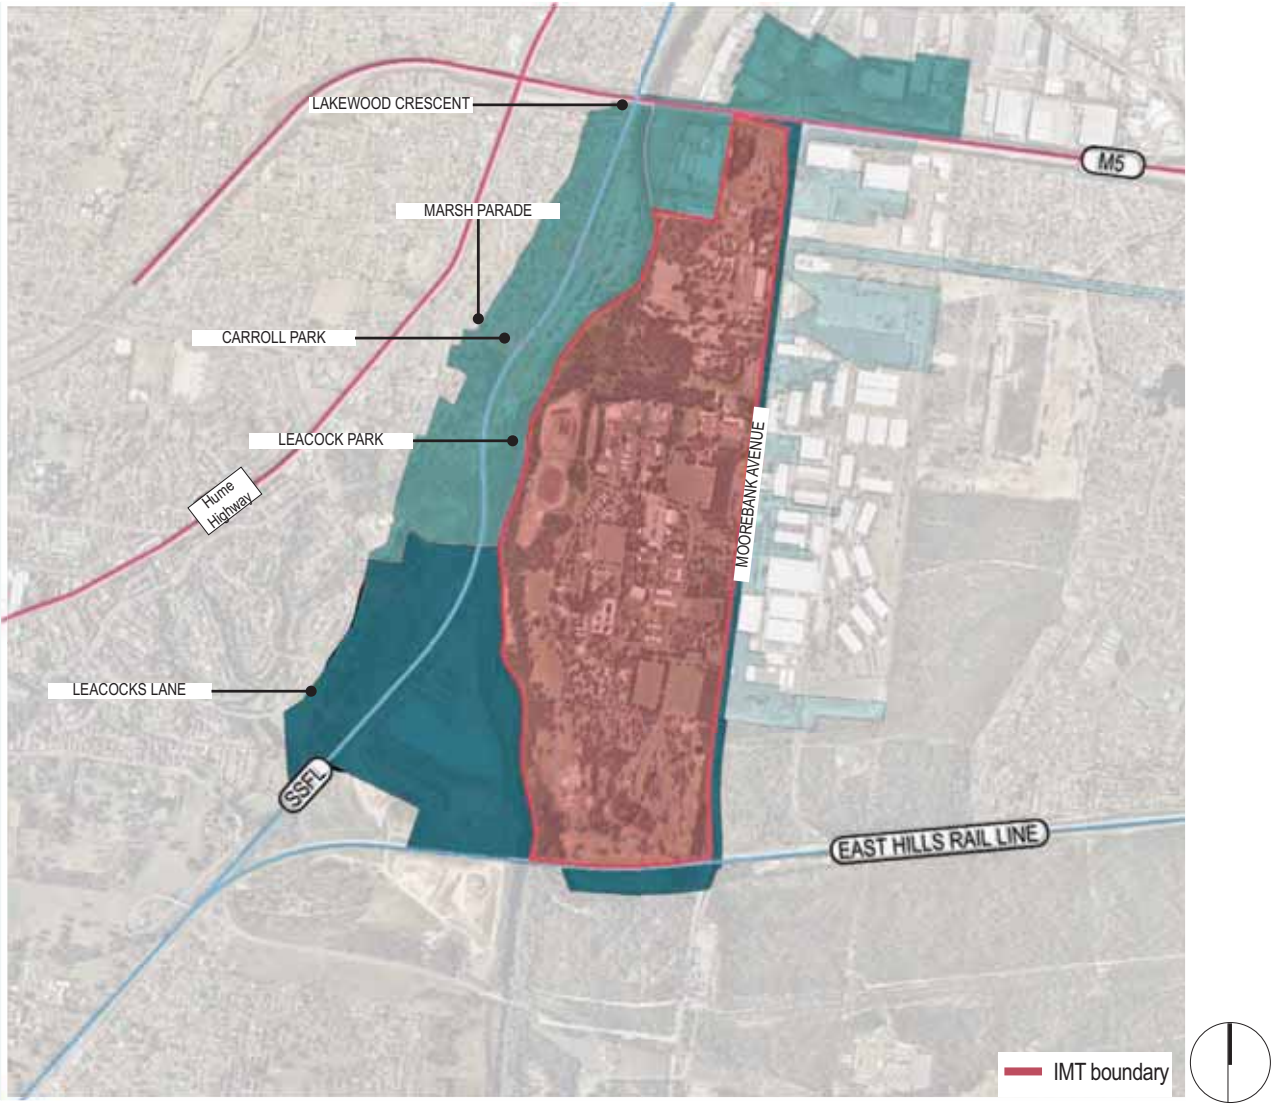 LAKEWOOD CRESCENT
M5
MARSH PARADE
CARROLL PARK
LEACOCK PARK
MOOREBANK AVENUE
Hume
Highway
LEACOCKS LANE
SSFL
EAST HILLS RAIL LINE
IMT boundary